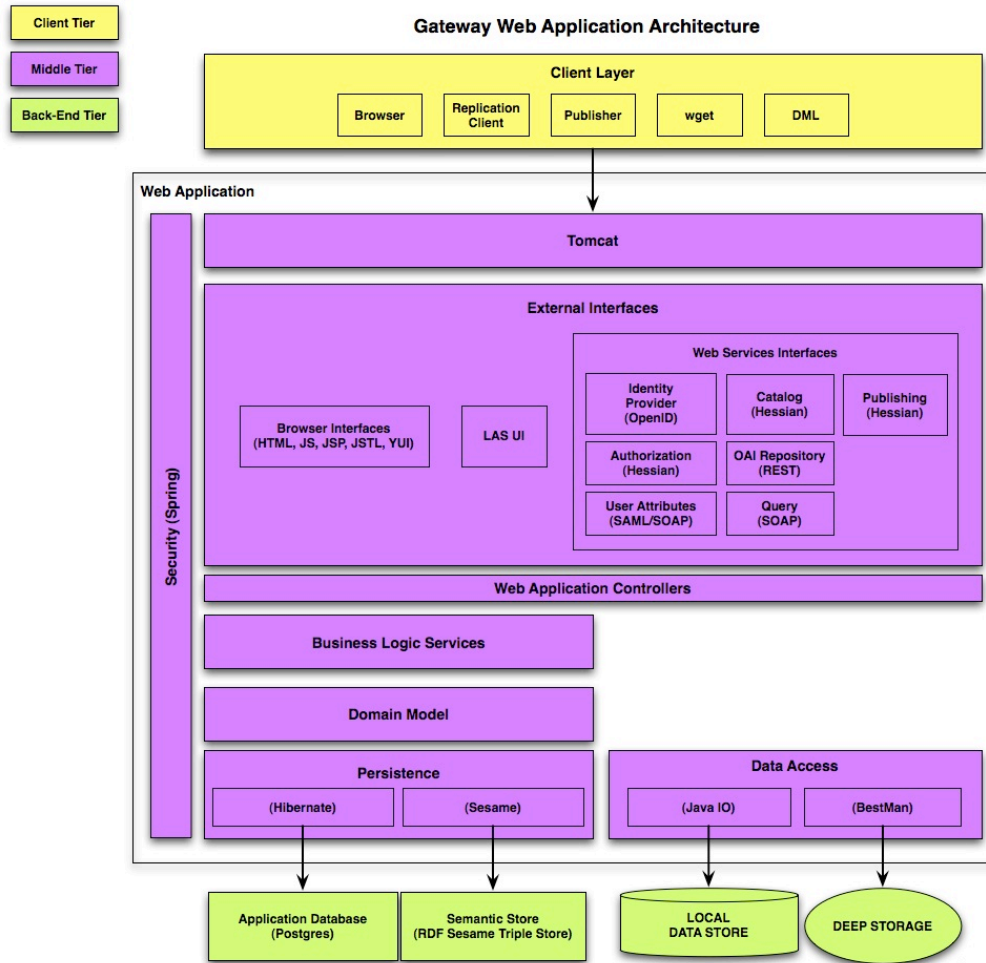 Client Tier
Middle Tier
Back-End Tier
Gateway Web Application Architecture
Client Layer
Browser
Replication
Client
Publisher
wget
DML
Web Application
Security (Spring)
Tomcat
External Interfaces
Browser Interfaces
(HTML, JS, JSP, JSTL, YUI)
LAS UI
Web Services Interfaces
Identity
Provider
(OpenID)
Catalog
(Hessian)
Publishing
(Hessian)
Authorization
(Hessian)
OAI Repository
(REST)
User Attributes
(SAML/SOAP)
Query
(SOAP)
Web Application Controllers
Business Logic Services
Domain Model
Persistence
(Hibernate)
(Sesame)
Data Access
(Java IO)
(BestMan)
Application Database
(Postgres)
Semantic Store
(RDF Sesame Triple Store)
LOCAL
DATA STORE
DEEP STORAGE